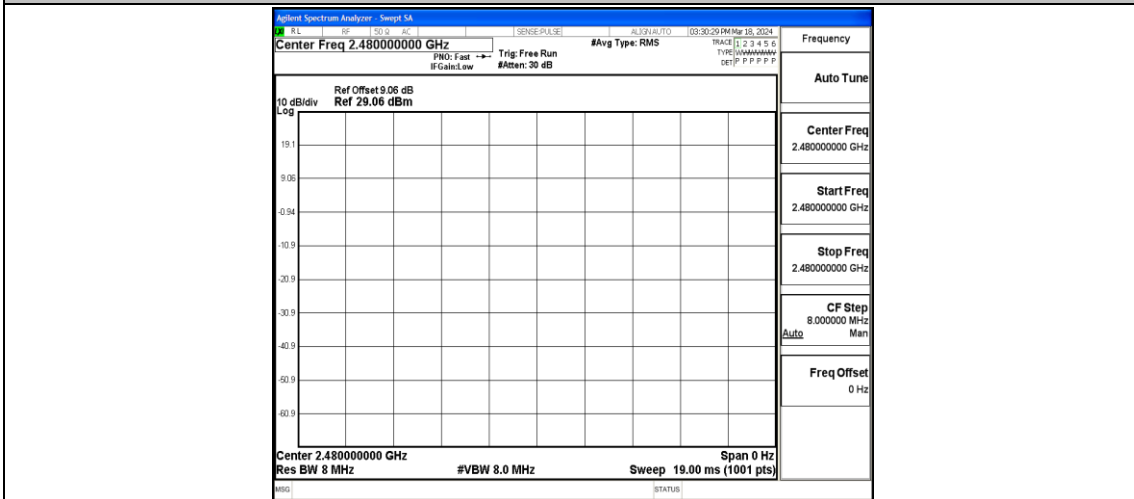 Agilent Spectrum Analyzer - Swept SA
RL RF 50 Ω AC SENSE:PULSE ALIGNAUTO 03:30:29 PM Mar 18, 2024
Center Freq 2.480000000 GHz #Avg Type: RMS TRACE 1 2 3 4 5 6
PNO: Fast Trig: Free Run TYPE
IFGain:Low #Atten: 30 dB DET P P P P P P
Frequency
Auto Tune
Ref Offset 9.06 dB
10 dB/div Ref 29.06 dBm
Log
19.1
9.06
-0.94
-10.9
-20.9
-30.9
-40.9
-50.9
-60.9
Center Freq
2.480000000 GHz
Start Freq
2.480000000 GHz
Stop Freq
2.480000000 GHz
CF Step
8.000000 MHz
Auto Man
Freq Offset
0 Hz
Center 2.480000000 GHz Span 0 Hz
Res BW 8 MHz #VBW 8.0 MHz Sweep 19.00 ms (1001 pts)
MSG STATUS